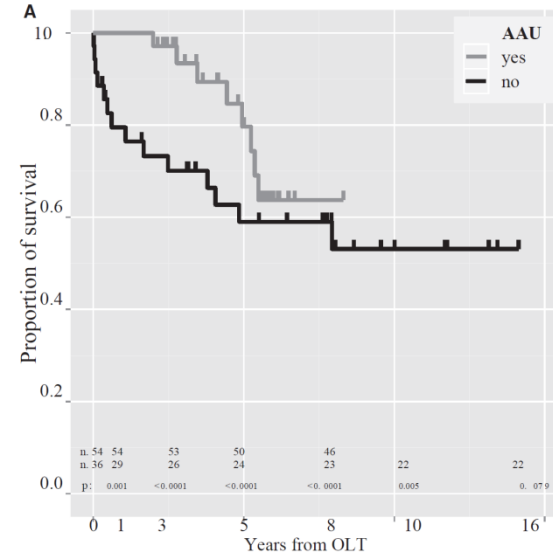 A
10
AAU
yes
no
0.8
0.6
0.4
0.2
0.0
Proportion of survival
n. 54 54 53 50 46
n. 36 29 26 24 23 22 22
p: 0.001 <0.0001 <0.0001 <0.0001 0.005 0.079
0 1 3 5 8 10 16
Years from OLT